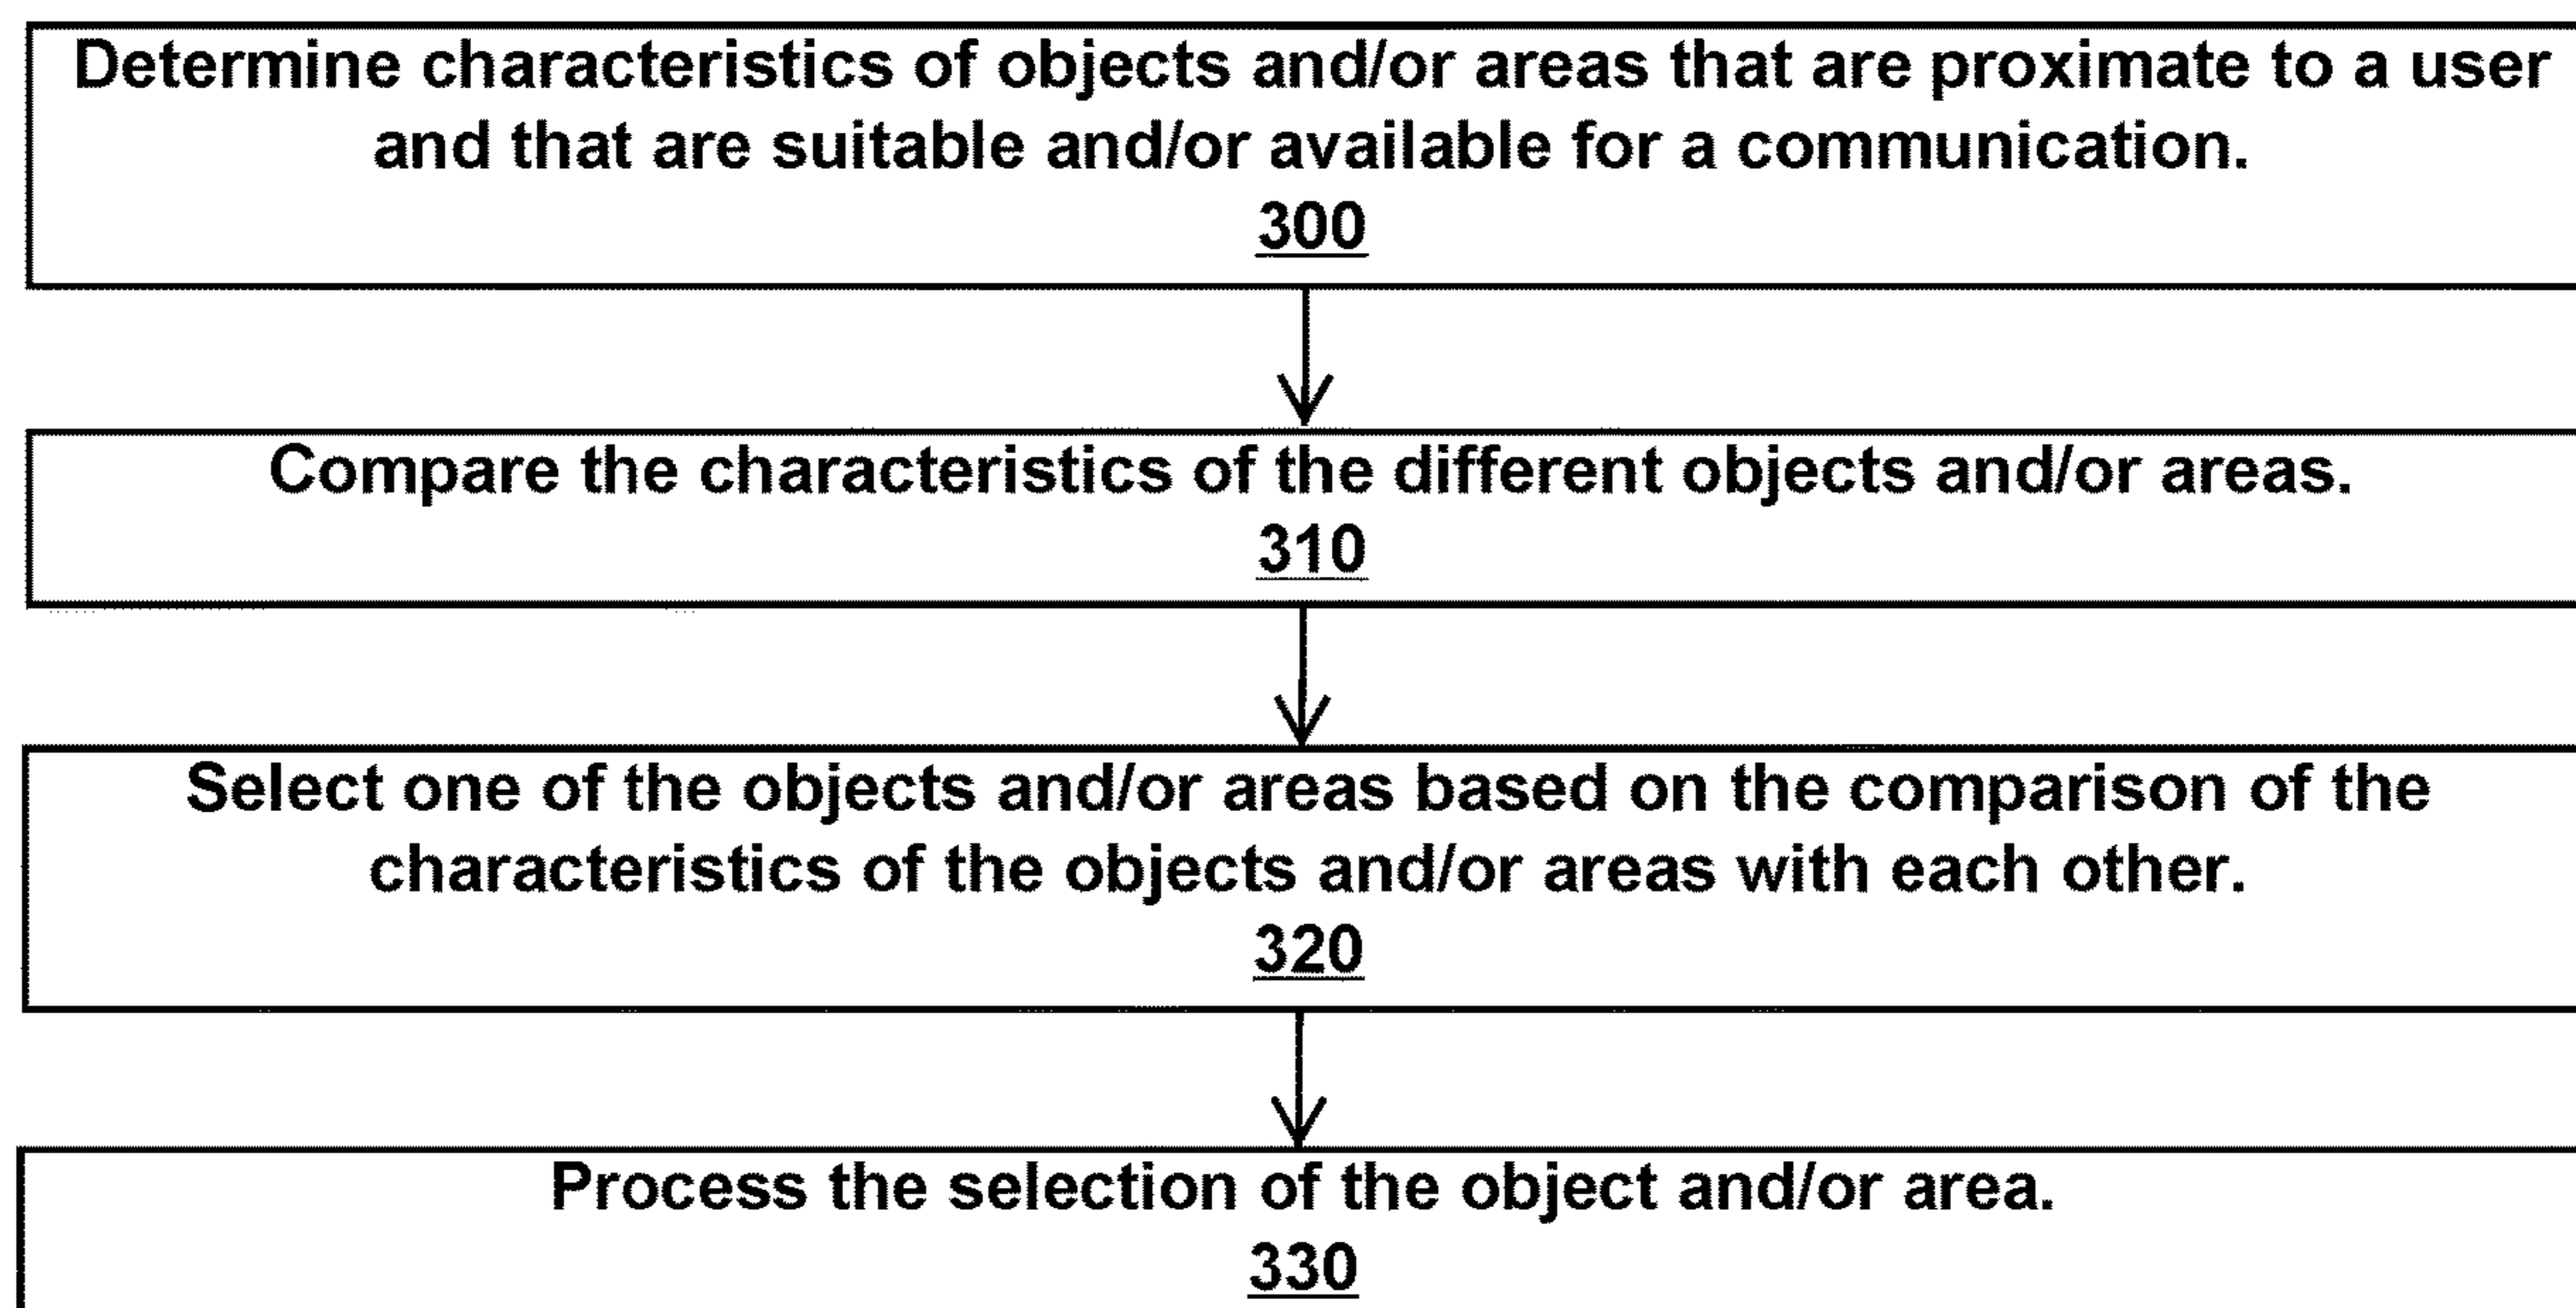 Determine characteristics of objects and/or areas that are proximate to a user
and that are suitable and/or available for a communication.
300
Compare the characteristics of the different objects and/or areas.
310
Select one of the objects and/or areas based on the comparison of the
characteristics of the objects and/or areas with each other.
320
Process the selection of the object and/or area.
330